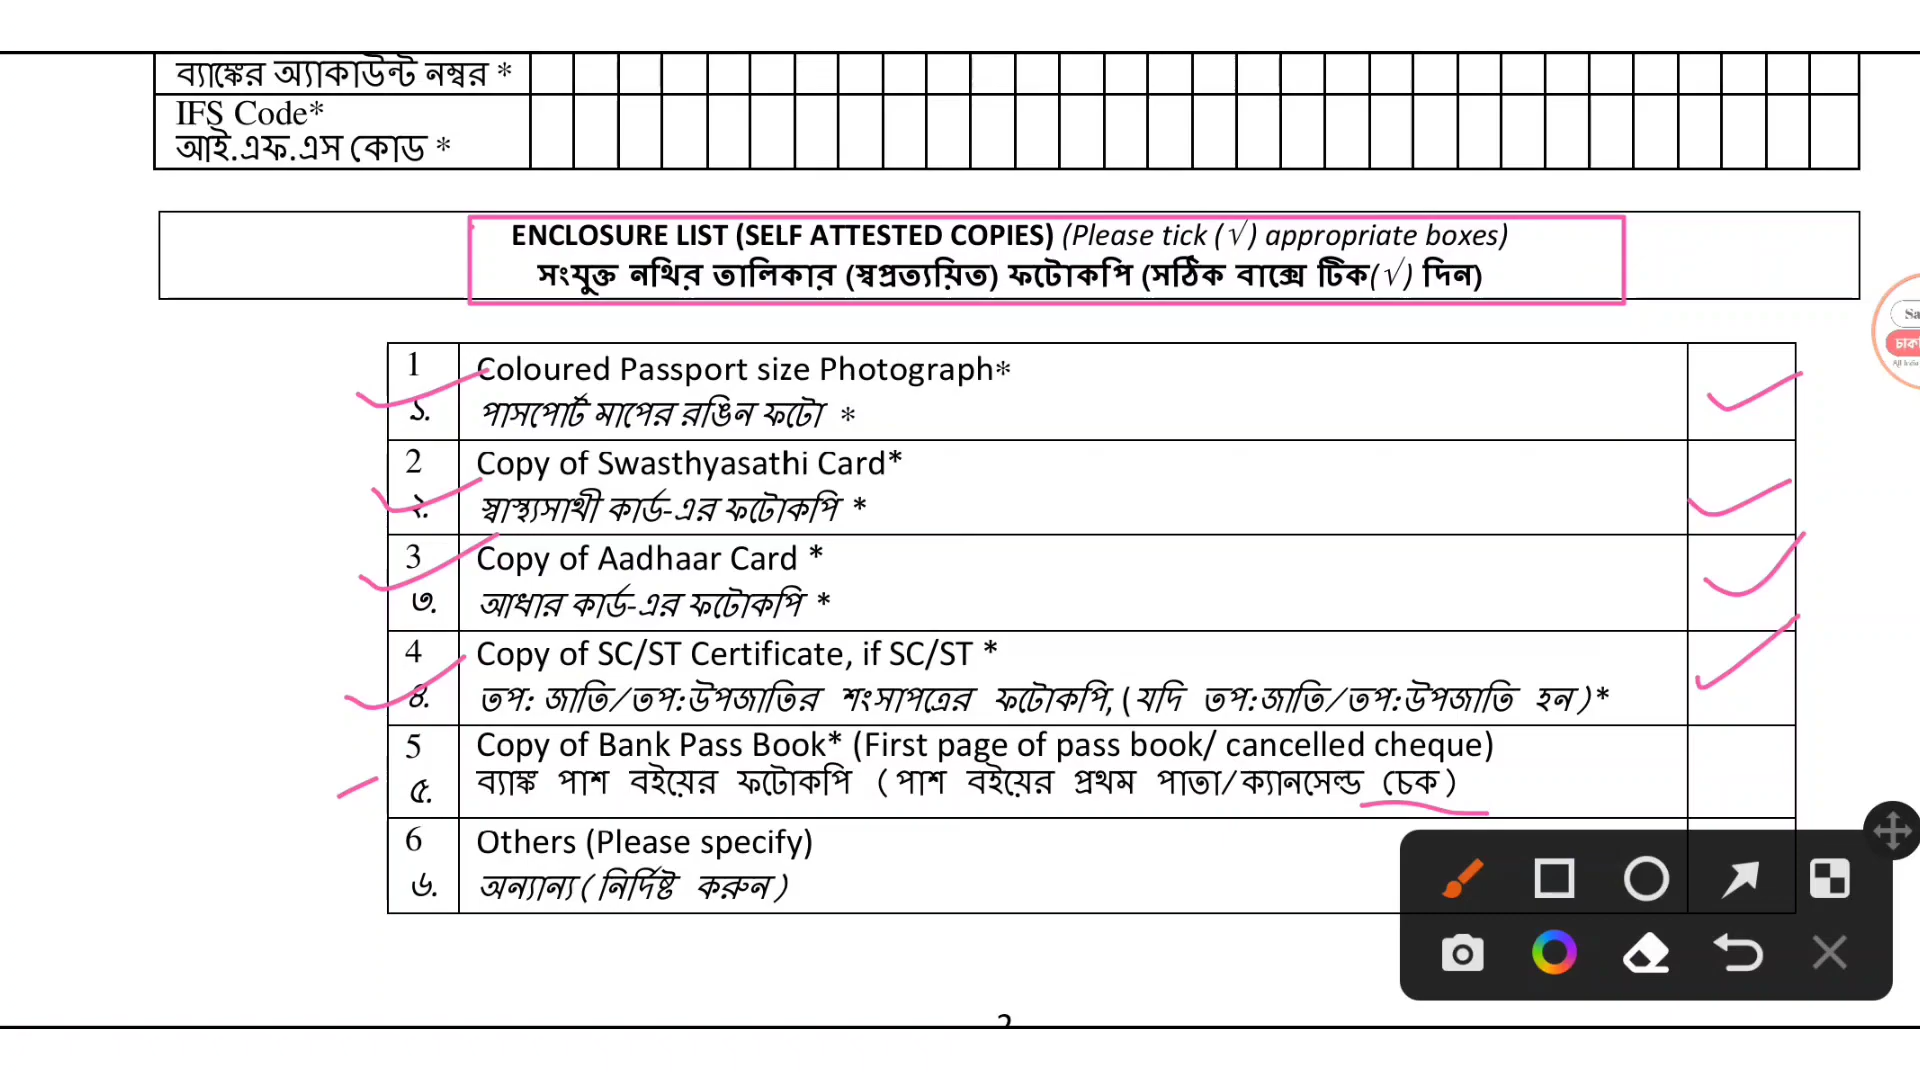 ব্যাঙ্কের অ্যাকাউন্ট নম্বর *
IFS Code*
আই.এফ.এস কোড *
ENCLOSURE LIST (SELF ATTESTED COPIES) (Please tick (√) appropriate boxes)
সংযুক্ত নথির তালিকার (স্বপ্রত্যয়িত) ফটোকপি (সঠিক বাক্সে টিক(√) দিন)
1 Coloured Passport size Photograph*
১. পাসপোর্ট মাপের রঙিন ফটো *
2 Copy of Swasthyasathi Card*
২. স্বাস্থ্যসাথী কার্ড-এর ফটোকপি *
3 Copy of Aadhaar Card *
৩. আধার কার্ড-এর ফটোকপি *
4 Copy of SC/ST Certificate, if SC/ST *
৪. তপ: জাতি/তপ:উপজাতির শংসাপত্রের ফটোকপি, (যদি তপ:জাতি/তপ:উপজাতি হন)*
5 Copy of Bank Pass Book* (First page of pass book/ cancelled cheque)
৫. ব্যাঙ্ক পাশ বইয়ের ফটোকপি (পাশ বইয়ের প্রথম পাতা/ক্যানসেল্ড চেক)
6 Others (Please specify)
৬. অন্যান্য(নির্দিষ্ট করুন)